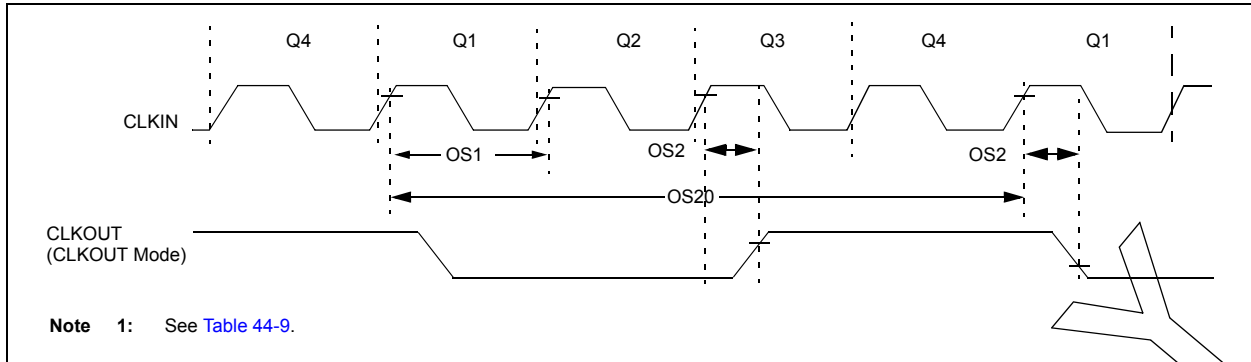 Q4 Q1 Q2 Q3 Q4 Q1
CLKIN
OS1 OS2 OS2
OS20
CLKOUT
(CLKOUT Mode)
Note 1: See Table 44-9.